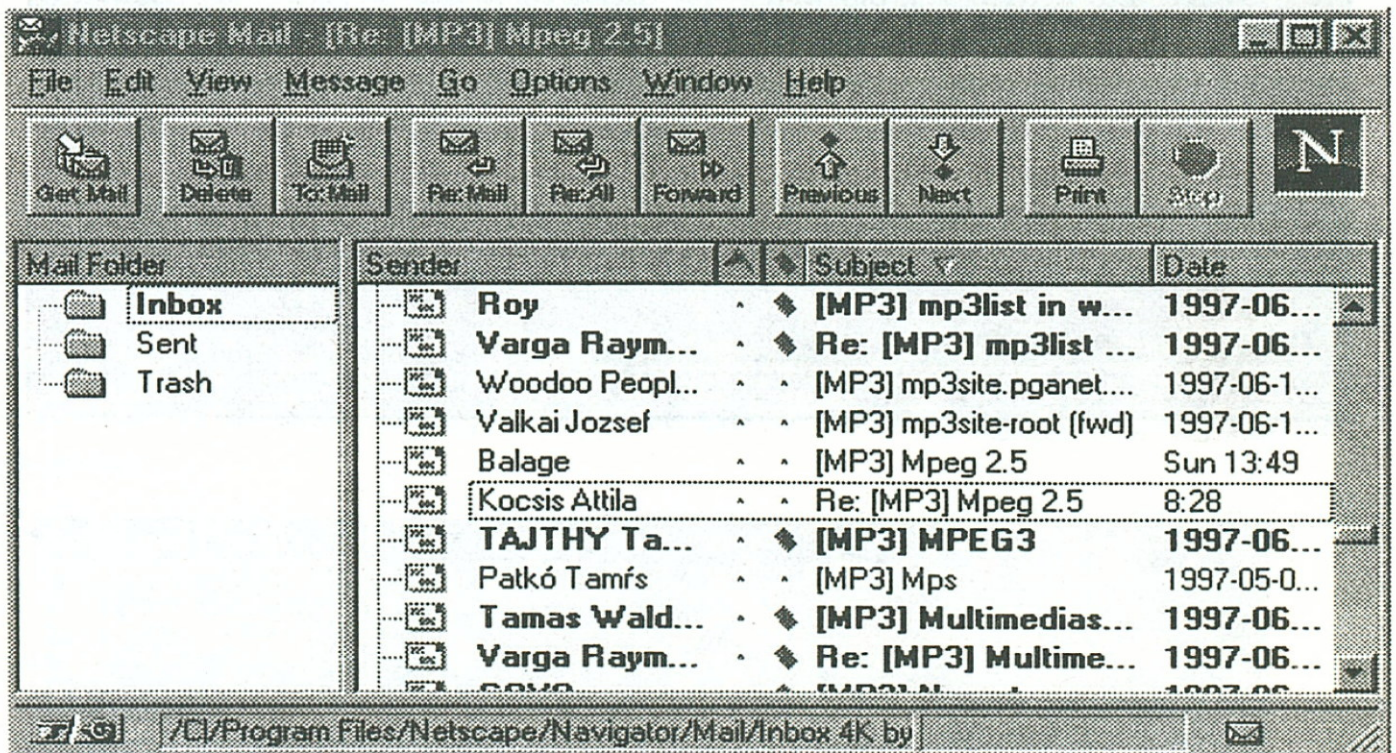 Netscape Mail - [Re: [MP3] Mpeg 2.5]
File Edit View Message Go Options Window Help
Get Mail Delete To: Mail Re: Mail Re: All Forward Previous Next Print Stop N
Mail Folder
Inbox
Sent
Trash
Sender Subject Date
Roy [MP3] mp3list in w... 1997-06...
Varga Raym... Re: [MP3] mp3list ... 1997-06...
Woodoo Peopl... [MP3] mp3site.pganet.... 1997-06-1...
Valkai Jozsef [MP3] mp3site-root (fwd) 1997-06-1...
Balage [MP3] Mpeg 2.5 Sun 13:49
Kocsis Attila Re: [MP3] Mpeg 2.5 8:28
TAJTHY Ta... [MP3] MPEG3 1997-06...
Patkó Tamŕs [MP3] Mps 1997-05-0...
Tamas Wald... [MP3] Multimedias... 1997-06...
Varga Raym... Re: [MP3] Multime... 1997-06...
/C|/Program Files/Netscape/Navigator/Mail/Inbox 4K by